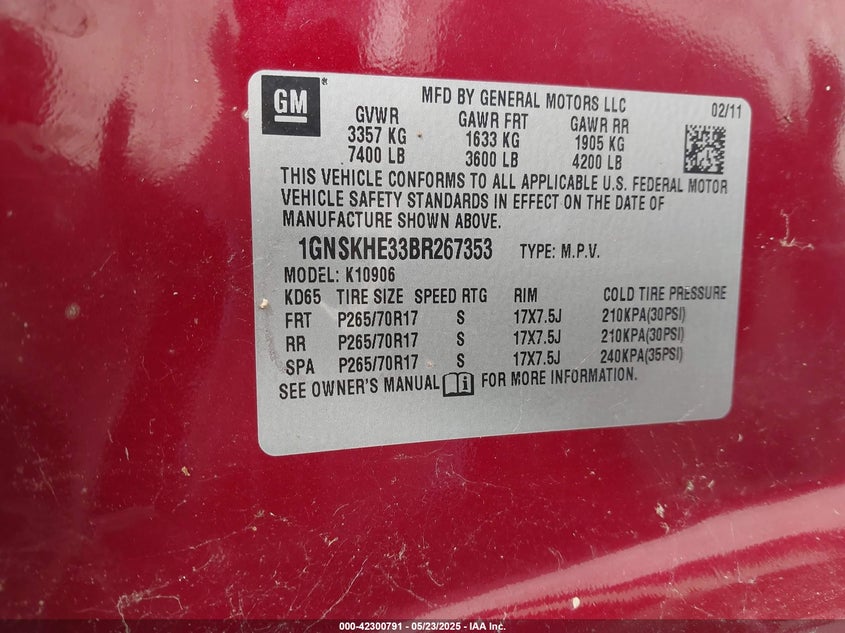 GM
MFD BY GENERAL MOTORS LLC
02/11
GVWR GAWR FRT GAWR RR
3357 KG 1633 KG 1905 KG
7400 LB 3600 LB 4200 LB
THIS VEHICLE CONFORMS TO ALL APPLICABLE U.S. FEDERAL MOTOR
VEHICLE SAFETY STANDARDS IN EFFECT ON THE DATE OF
MANUFACTURE SHOWN ABOVE.
1GNSKHE33BR267353 TYPE: M.P.V.
MODEL: K10906
KD65 TIRE SIZE SPEED RTG RIM COLD TIRE PRESSURE
FRT P265/70R17 S 17X7.5J 210KPA(30PSI)
RR P265/70R17 S 17X7.5J 210KPA(30PSI)
SPA P265/70R17 S 17X7.5J 240KPA(35PSI)
SEE OWNER'S MANUAL FOR MORE INFORMATION.
000-42300791 - 05/23/2025 - IAA Inc.